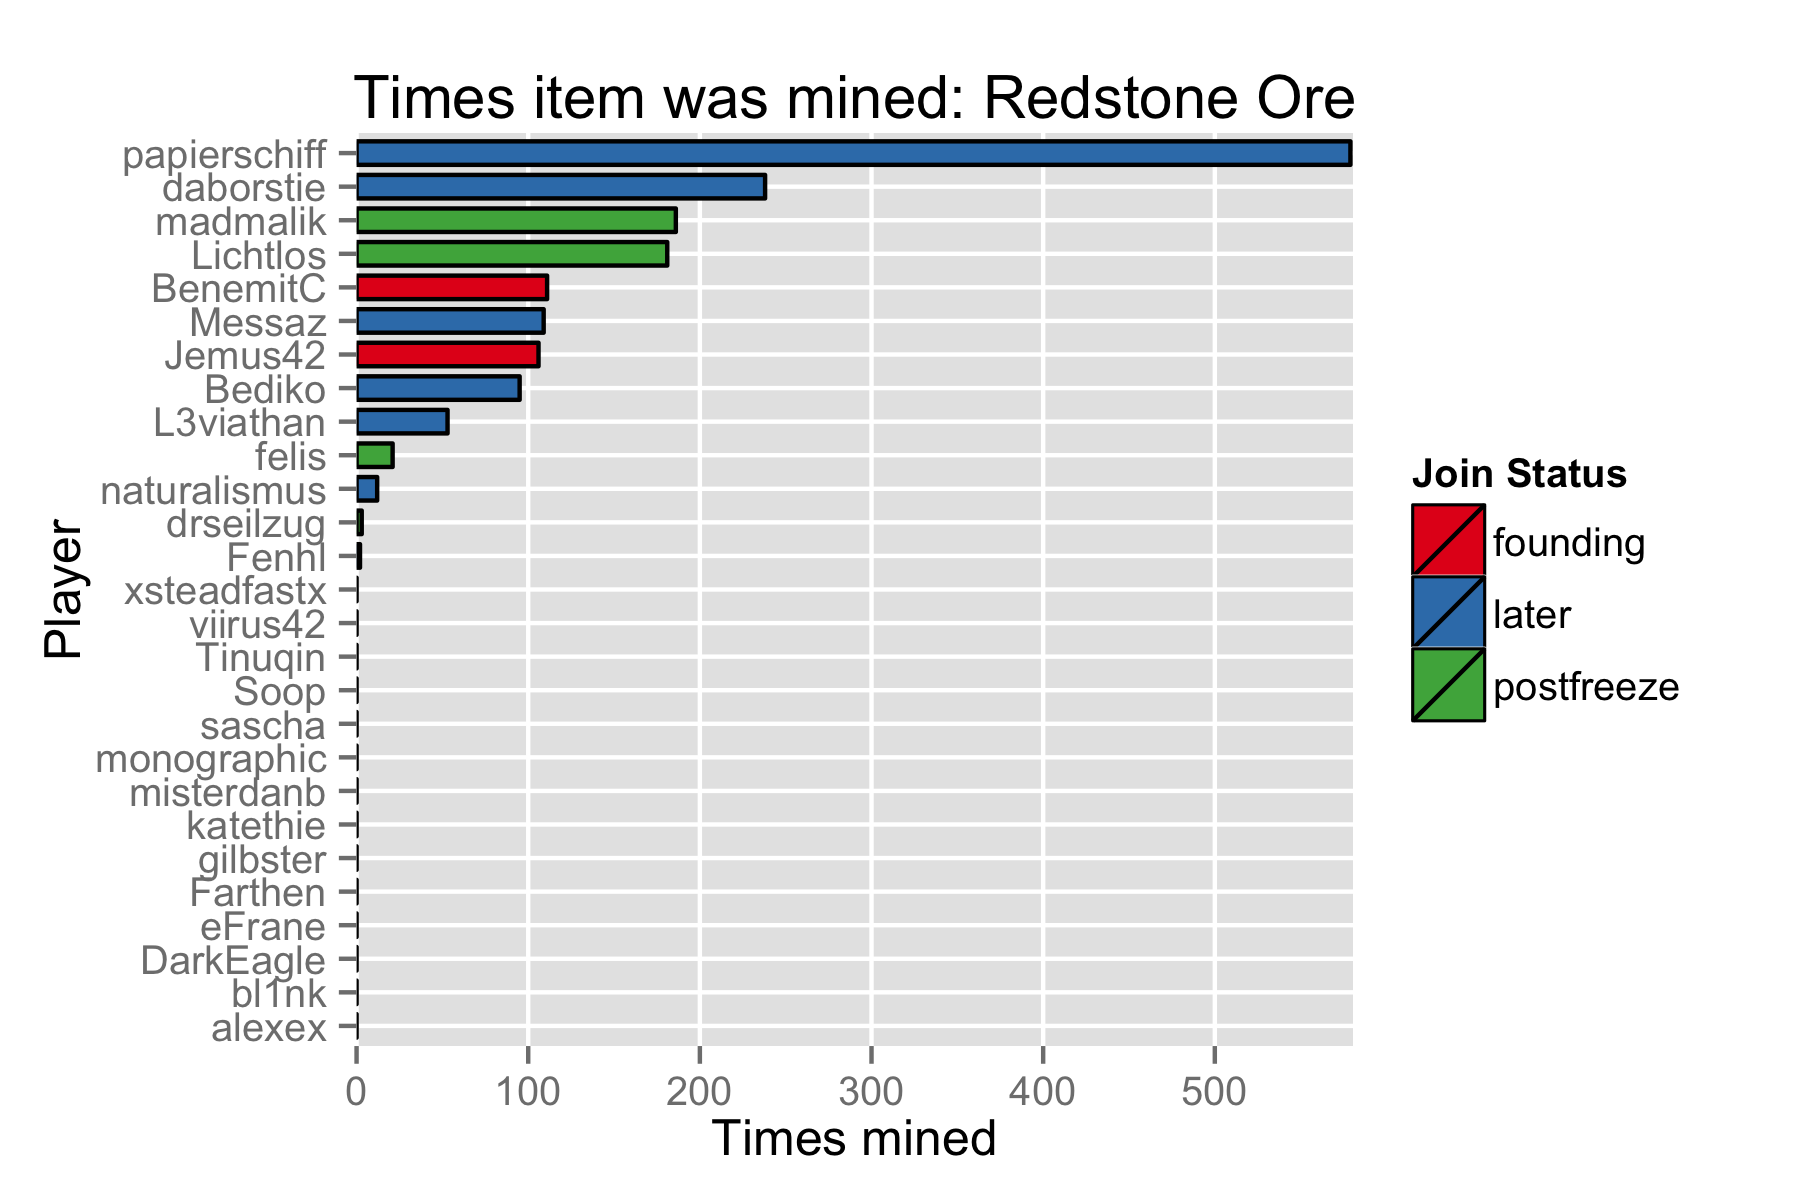 Times item was mined: Redstone Ore
papierschiff
daborstie
madmalik
Lichtlos
BenemitC
Messaz
Jemus42
Bediko
L3viathan
felis
naturalismus
drseilzug
Fenhl
xsteadfastx
viirus42
Tinuqin
Soop
sascha
monographic
misterdanb
katethie
gilbster
Farthen
eFrane
DarkEagle
bl1nk
alexex
Player
0 100 200 300 400 500
Times mined
Join Status
founding
later
postfreeze